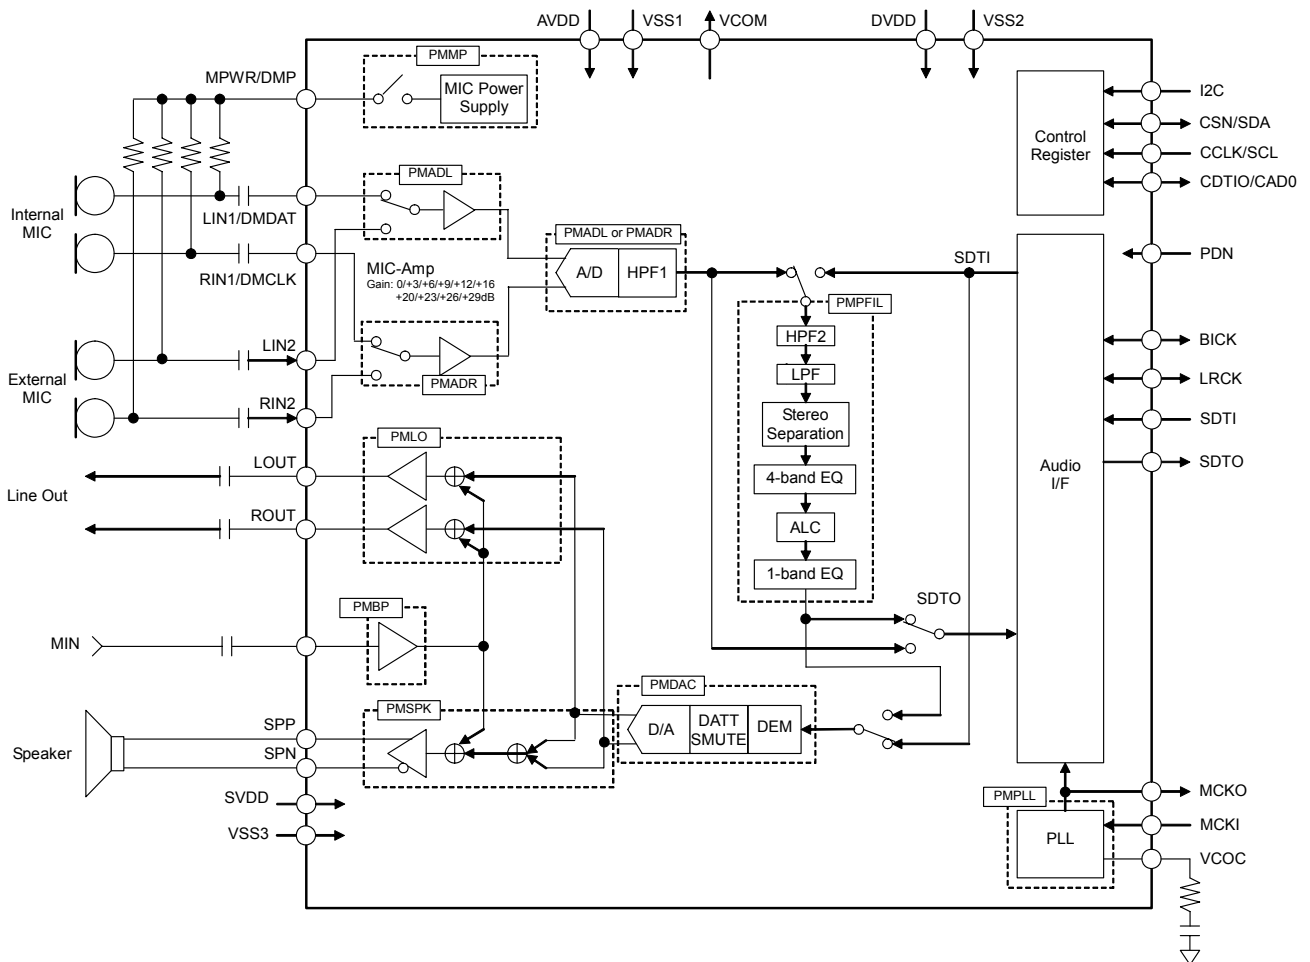 AVDD
VSS1
VCOM
DVDD
VSS2
PMMP
MPWR/DMP
MIC Power
Supply
I2C
CSN/SDA
CCLK/SCL
CDTIO/CAD0
Control
Register
PMADL
Internal
MIC
LIN1/DMDAT
RIN1/DMCLK
MIC-Amp
Gain: 0/+3/+6/+9/+12/+16
+20/+23/+26/+29dB
PMADL or PMADR
A/D
HPF1
SDTI
PDN
PMPFIL
HPF2
LPF
Stereo
Separation
4-band EQ
ALC
1-band EQ
LIN2
External
MIC
RIN2
PMADR
BICK
LRCK
SDTI
SDTO
Audio
I/F
PMLO
LOUT
Line Out
ROUT
PMBP
MIN
SDTO
PMDAC
D/A
DATT
SMUTE
DEM
PMSPK
SPP
Speaker
SPN
SVDD
VSS3
PMPLL
PLL
MCKO
MCKI
VCOC